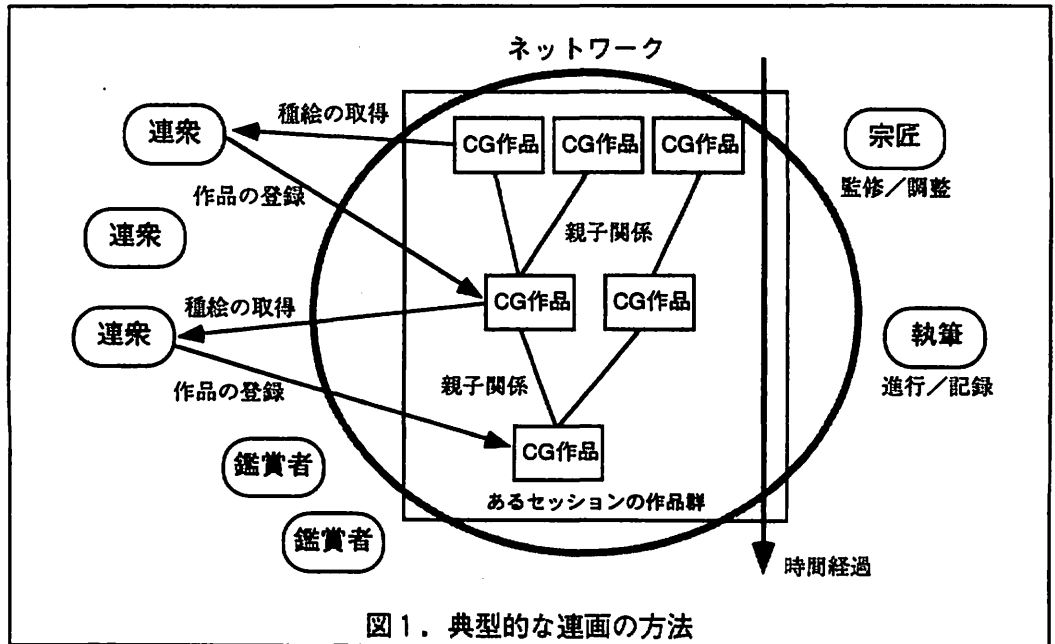 ネットワーク
種絵の取得
連衆
CG作品
CG作品
CG作品
宗匠
監修／調整
作品の登録
連衆
親子関係
種絵の取得
CG作品
CG作品
連衆
執筆
進行／記録
作品の登録
親子関係
CG作品
鑑賞者
あるセッションの作品群
鑑賞者
時間経過
図1．典型的な連画の方法